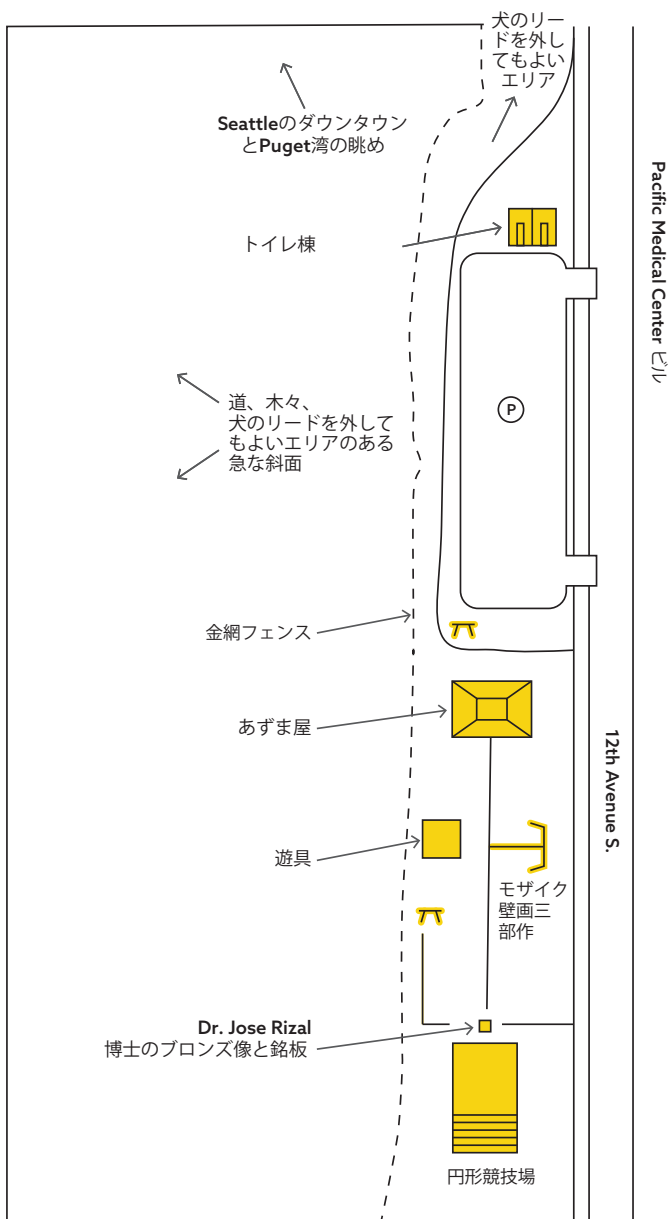 犬のリー
ドを外し
てもよい
エリア
Seattleのダウンタウン
とPuget湾の眺め
Pacific Medical Center ビル
トイレ棟
道、木々、
犬のリードを外して
もよいエリアのある
急な斜面
P
金網フェンス
あずま屋
12th Avenue S.
遊具
モザイク
壁画三
部作
Dr. Jose Rizal
博士のブロンズ像と銘板
円形競技場